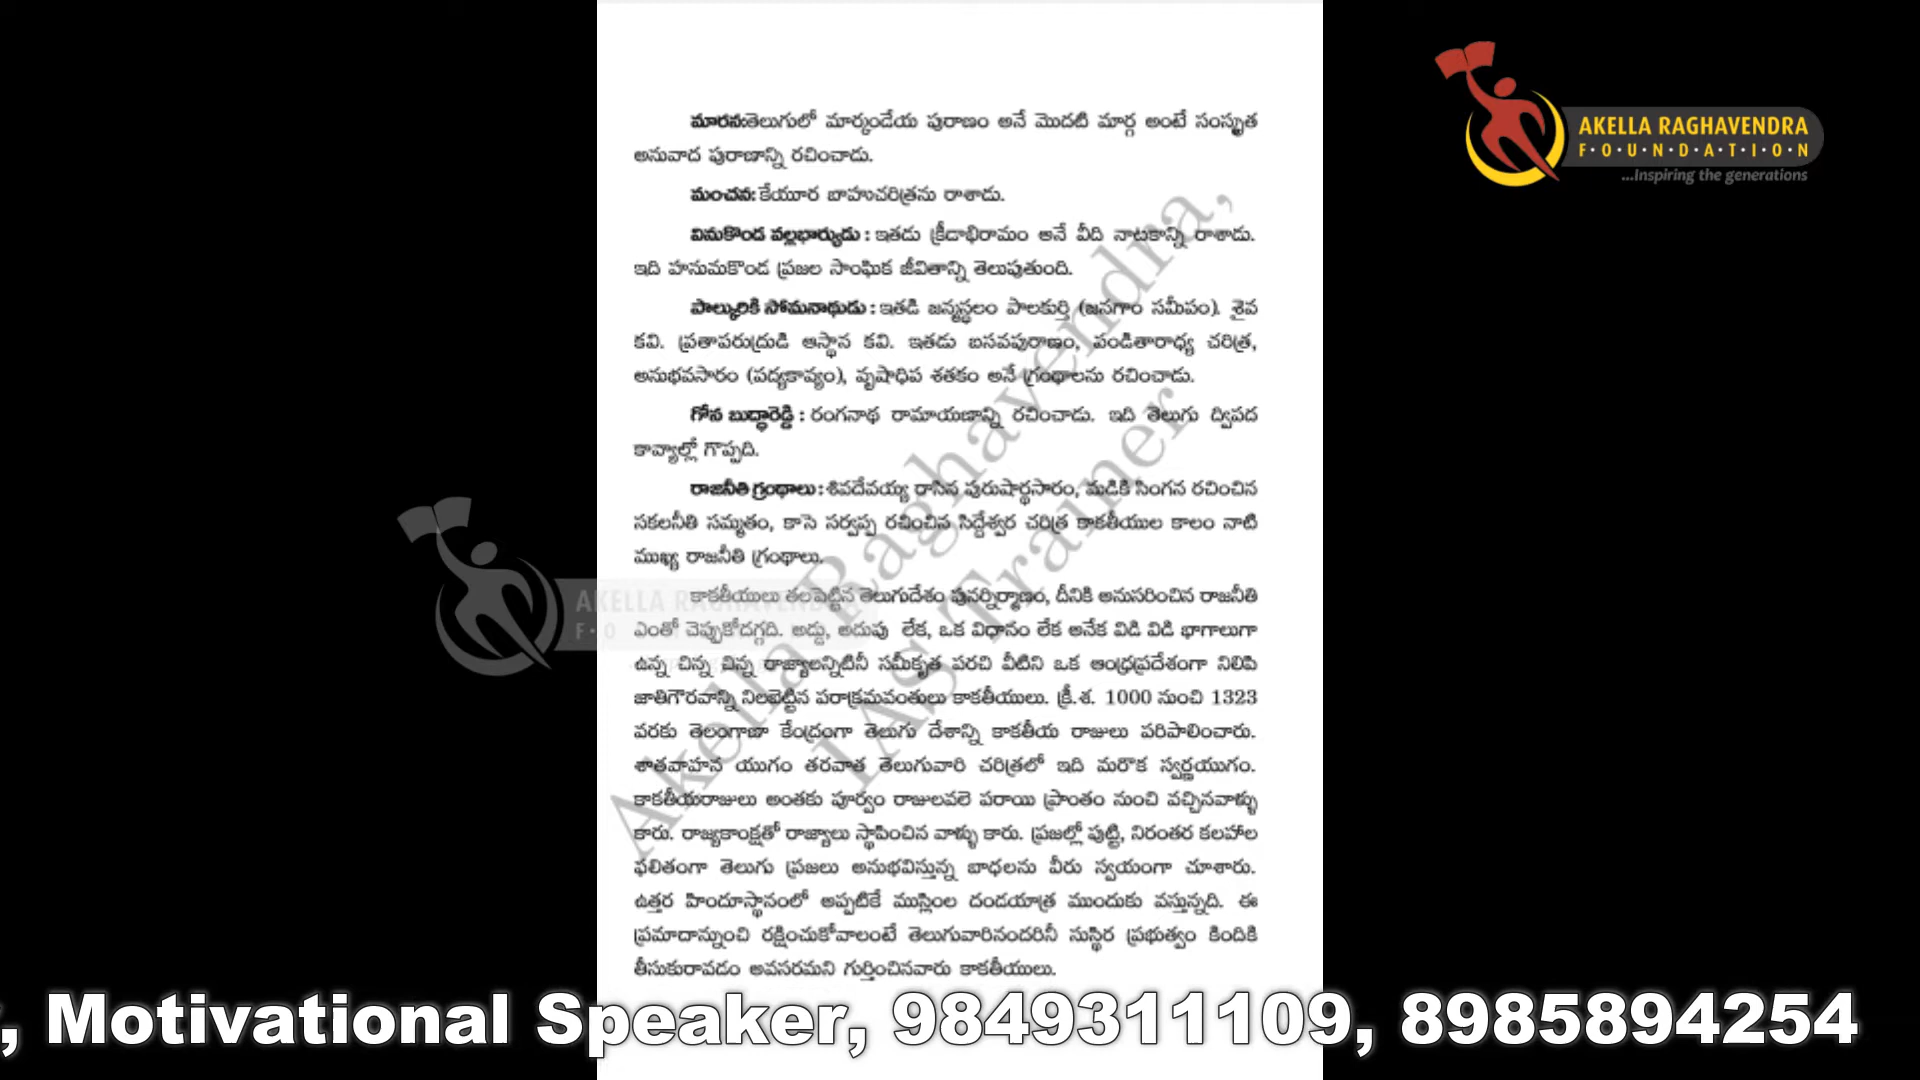 మారన:తెలుగులో మార్కండేయ పురాణం అనే మొదటి మార్గ అంటే సంస్కృత
అనువాద పురాణాన్ని రచించాడు.
మంచన: కేయూర బాహుచరిత్రను రాశాడు.
వినుకొండ వల్లభార్యుడు : ఇతడు క్రీడాభిరామం అనే వీధి నాటకాన్ని రాశాడు.
ఇది హనుమకొండ ప్రజల సాంఘిక జీవితాన్ని తెలుపుతుంది.
పాల్కురికి సోమనాథుడు : ఇతడి జన్మస్థలం పాలకుర్తి (జనగాం సమీపం). శైవ
కవి. ప్రతాపరుద్రుడి ఆస్థాన కవి. ఇతడు బసవపురాణం, పండితారాధ్య చరిత్ర,
అనుభవసారం (పద్యకావ్యం), వృషాధిప శతకం అనే గ్రంథాలను రచించాడు.
గోన బుద్ధారెడ్డి : రంగనాథ రామాయణాన్ని రచించాడు. ఇది తెలుగు ద్విపద
కావ్యాల్లో గొప్పది.
రాజనీతి గ్రంథాలు : శివదేవయ్య రాసిన పురుషార్థసారం, మడికి సింగన రచించిన
సకలనీతి సమ్మతం, కాసె సర్వప్ప రచించిన సిద్దేశ్వర చరిత్ర కాకతీయుల కాలం నాటి
ముఖ్య రాజనీతి గ్రంథాలు.
కాకతీయులు తలపెట్టిన తెలుగుదేశం పునర్నిర్మాణం, దీనికి అనుసరించిన రాజనీతి
ఎంతో చెప్పుకోదగ్గది. అడ్డు, అదుపు లేక, ఒక విధానం లేక అనేక విడి విడి భాగాలుగా
ఉన్న చిన్న చిన్న రాజ్యాలన్నిటినీ సమీకృత పరచి వీటిని ఒక ఆంధ్రప్రదేశంగా నిలిపి
జాతిగౌరవాన్ని నిలబెట్టిన పరాక్రమవంతులు కాకతీయులు. క్రీ.శ. 1000 నుంచి 1323
వరకు తెలంగాణా కేంద్రంగా తెలుగు దేశాన్ని కాకతీయ రాజులు పరిపాలించారు.
శాతవాహన యుగం తరవాత తెలుగువారి చరిత్రలో ఇది మరొక స్వర్ణయుగం.
కాకతీయరాజులు అంతకు పూర్వం రాజులవలె పరాయి ప్రాంతం నుంచి వచ్చినవాళ్ళు
కారు. రాజ్యకాంక్షతో రాజ్యాలు స్థాపించిన వాళ్ళు కారు. ప్రజల్లో పుట్టి, నిరంతర కలహాల
ఫలితంగా తెలుగు ప్రజలు అనుభవిస్తున్న బాధలను వీరు స్వయంగా చూశారు.
ఉత్తర హిందూస్థానంలో అప్పటికే ముస్లింల దండయాత్ర ముందుకు వస్తున్నది. ఈ
ప్రమాదాన్నుంచి రక్షించుకోవాలంటే తెలుగువారినందరినీ సుస్థిర ప్రభుత్వం కిందికి
తీసుకురావడం అవసరమని గుర్తించినవారు కాకతీయులు.
Akella Raghavendra,
IAS Trainer
AKELLA RAGHAVENDRA
F·O·U·N·D·A·T·I·O·N
...Inspiring the generations
AKELLA RAGHAVENDRA
, Motivational Speaker, 9849311109, 8985894254